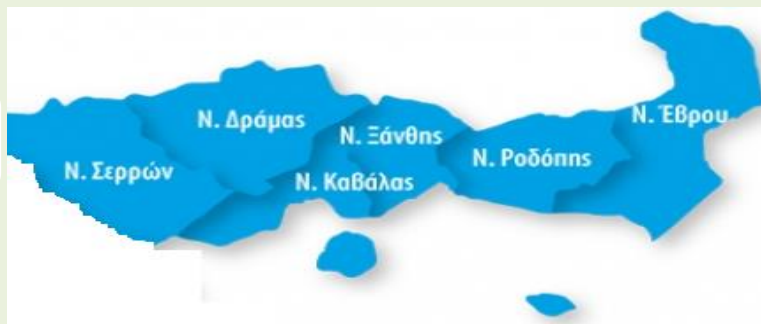 Ν. Δράμας
Ν. Ξάνθης
Ν. Έβρου
Ν. Σερρών
Ν. Καβάλας
Ν. Ροδόπης